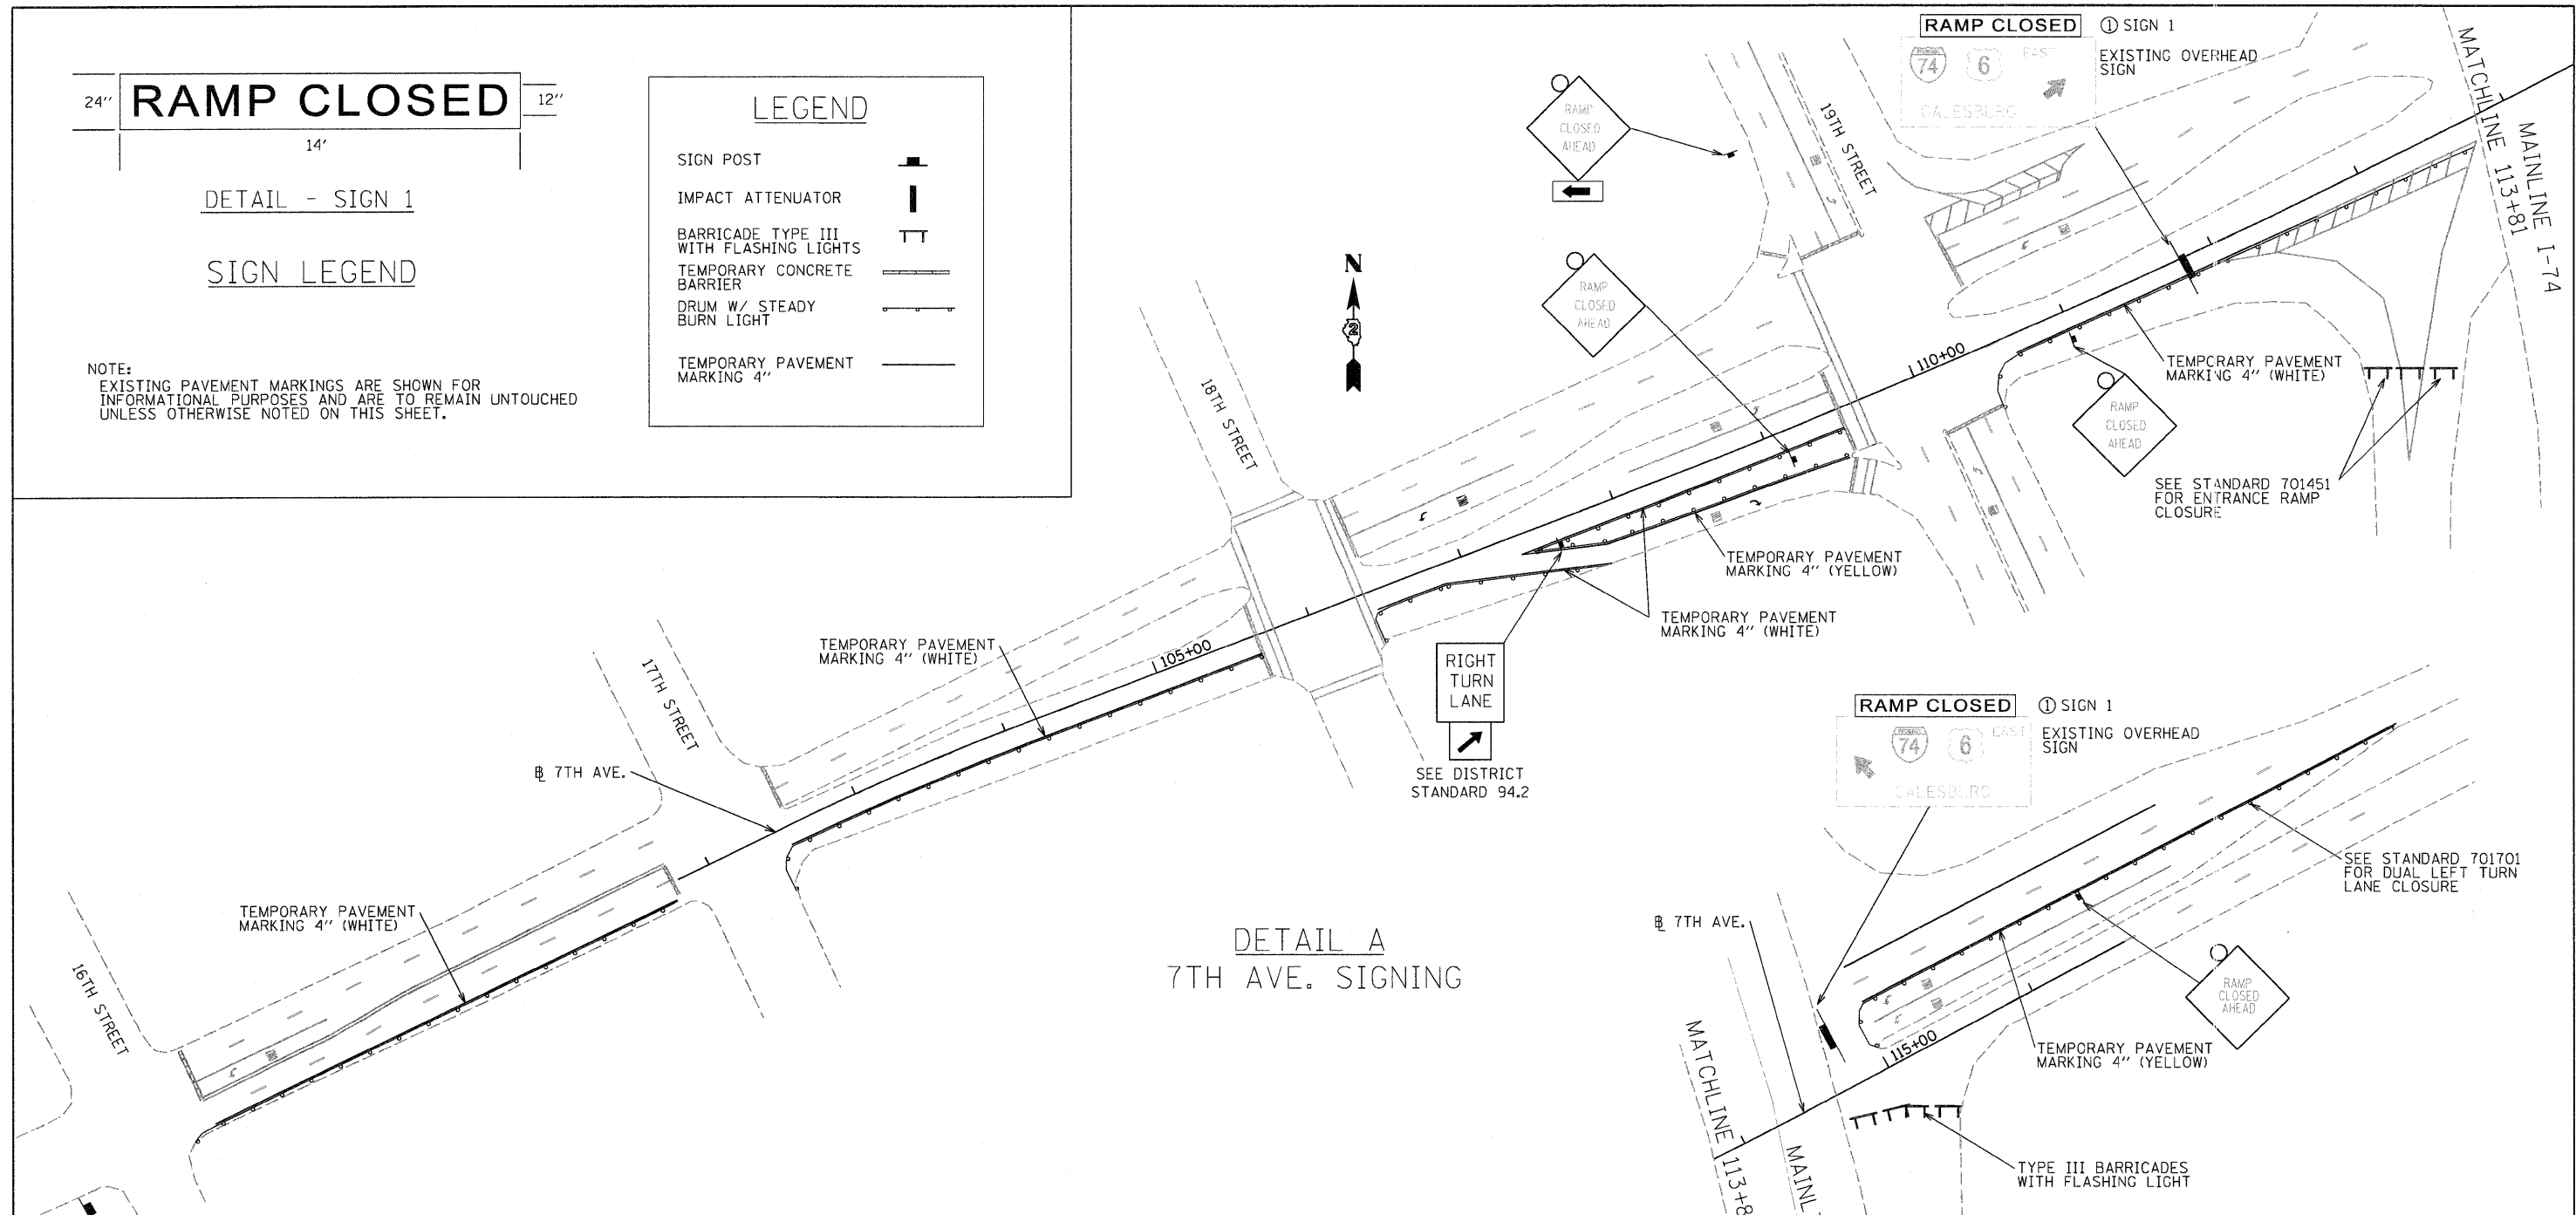 24''
RAMP CLOSED
12''
14'
DETAIL - SIGN 1
SIGN LEGEND
NOTE:
EXISTING PAVEMENT MARKINGS ARE SHOWN FOR
INFORMATIONAL PURPOSES AND ARE TO REMAIN UNTOUCHED
UNLESS OTHERWISE NOTED ON THIS SHEET.
LEGEND
SIGN POST
IMPACT ATTENUATOR
BARRICADE TYPE III
WITH FLASHING LIGHTS
TEMPORARY CONCRETE
BARRIER
DRUM W/ STEADY
BURN LIGHT
TEMPORARY PAVEMENT
MARKING 4''
RAMP CLOSED
1 SIGN 1
74
6
EAST
GALESBURG
EXISTING OVERHEAD
SIGN
MATCHLINE 113+81
MAINLINE I-74
RAMP
CLOSED
AHEAD
19TH STREET
N
2
RAMP
CLOSED
AHEAD
110+00
TEMPORARY PAVEMENT
MARKING 4'' (WHITE)
RAMP
CLOSED
AHEAD
SEE STANDARD 701451
FOR ENTRANCE RAMP
CLOSURE
18TH STREET
TEMPORARY PAVEMENT
MARKING 4'' (YELLOW)
TEMPORARY PAVEMENT
MARKING 4'' (WHITE)
RIGHT
TURN
LANE
SEE DISTRICT
STANDARD 94.2
TEMPORARY PAVEMENT
MARKING 4'' (WHITE)
105+00
17TH STREET
℄ 7TH AVE.
TEMPORARY PAVEMENT
MARKING 4'' (WHITE)
16TH STREET
DETAIL A
7TH AVE. SIGNING
RAMP CLOSED
1 SIGN 1
74
6
EAST
GALESBURG
EXISTING OVERHEAD
SIGN
SEE STANDARD 701701
FOR DUAL LEFT TURN
LANE CLOSURE
℄ 7TH AVE.
RAMP
CLOSED
AHEAD
115+00
TEMPORARY PAVEMENT
MARKING 4'' (YELLOW)
MATCHLINE 113+8
MAINL
TYPE III BARRICADES
WITH FLASHING LIGHT